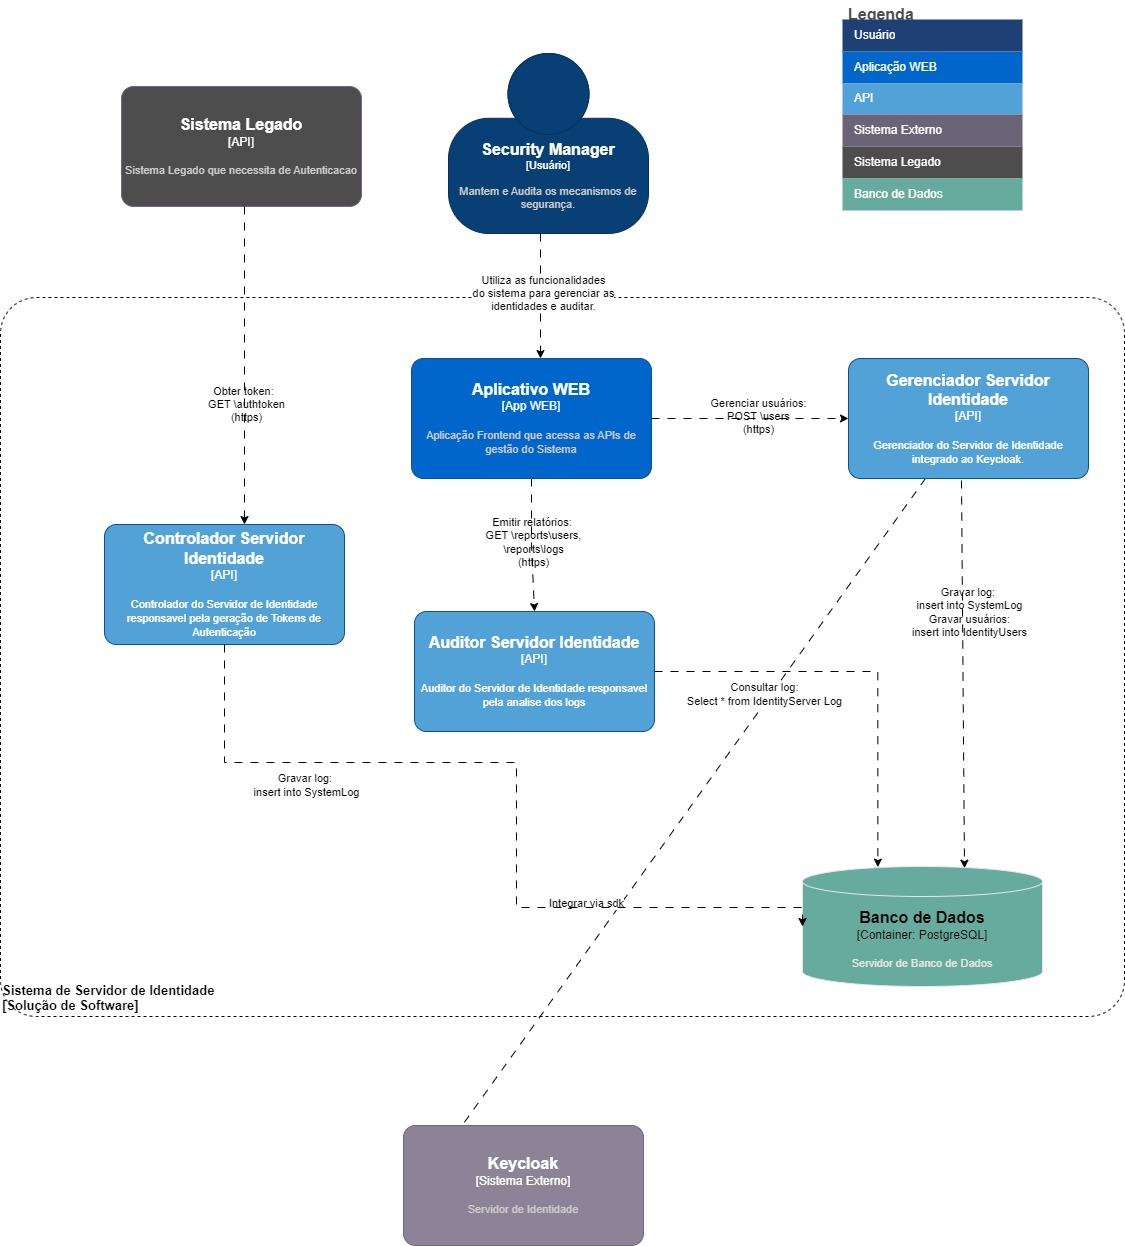 Legenda
Usuário
Aplicação WEB
API
Sistema Externo
Sistema Legado
Banco de Dados
Sistema Legado
[API]
Sistema Legado que necessita de Autenticacao
Security Manager
[Usuário]
Mantem e Audita os mecanismos de
segurança.
Utiliza as funcionalidades
do sistema para gerenciar as
identidades e auditar.
Obter token:
GET \authtoken
(https)
Aplicativo WEB
[App WEB]
Aplicação Frontend que acessa as APIs de
gestão do Sistema
Gerenciar usuários:
POST \users
(https)
Gerenciador Servidor
Identidade
[API]
Gerenciador do Servidor de Identidade
integrado ao Keycloak.
Emitir relatórios:
GET \reports\users,
\reports\logs
(https)
Controlador Servidor
Identidade
[API]
Controlador do Servidor de Identidade
responsavel pela geração de Tokens de
Autenticação
Auditor Servidor Identidade
[API]
Auditor do Servidor de Identidade responsavel
pela analise dos logs
Gravar log:
insert into SystemLog
Gravar usuários:
insert into IdentityUsers
Consultar log:
Select * from IdentityServer Log
Gravar log:
insert into SystemLog
Integrar via sdk
Banco de Dados
[Container: PostgreSQL]
Servidor de Banco de Dados
Sistema de Servidor de Identidade
[Solução de Software]
Keycloak
[Sistema Externo]
Servidor de Identidade